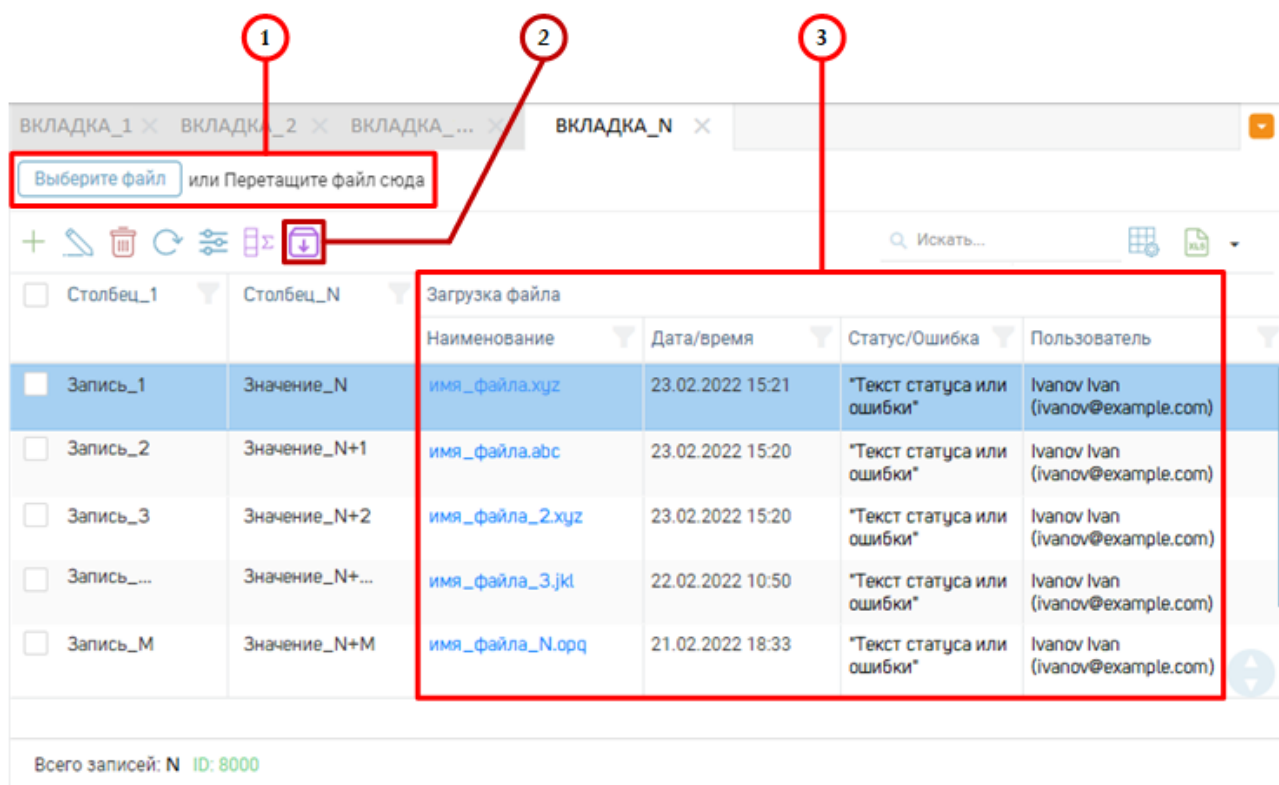 1 2 3
ВКЛАДКА_1 ВКЛАДКА_2 ВКЛАДКА_... ВКЛАДКА_N
Выберите файл или Перетащите файл сюда
Искать... XLS
Столбец_1 Столбец_N Загрузка файла
Наименование Дата/время Статус/Ошибка Пользователь
Запись_1 Значение_N имя_файла.xyz 23.02.2022 15:21 "Текст статуса или Ivanov Ivan
ошибки" (ivanov@example.com)
Запись_2 Значение_N+1 имя_файла.abc 23.02.2022 15:20 "Текст статуса или Ivanov Ivan
ошибки" (ivanov@example.com)
Запись_3 Значение_N+2 имя_файла_2.xyz 23.02.2022 15:20 "Текст статуса или Ivanov Ivan
ошибки" (ivanov@example.com)
Запись_... Значение_N+... имя_файла_3.jkl 22.02.2022 10:50 "Текст статуса или Ivanov Ivan
ошибки" (ivanov@example.com)
Запись_M Значение_N+M имя_файла_N.opq 21.02.2022 18:33 "Текст статуса или Ivanov Ivan
ошибки" (ivanov@example.com)
Всего записей: N ID: 8000